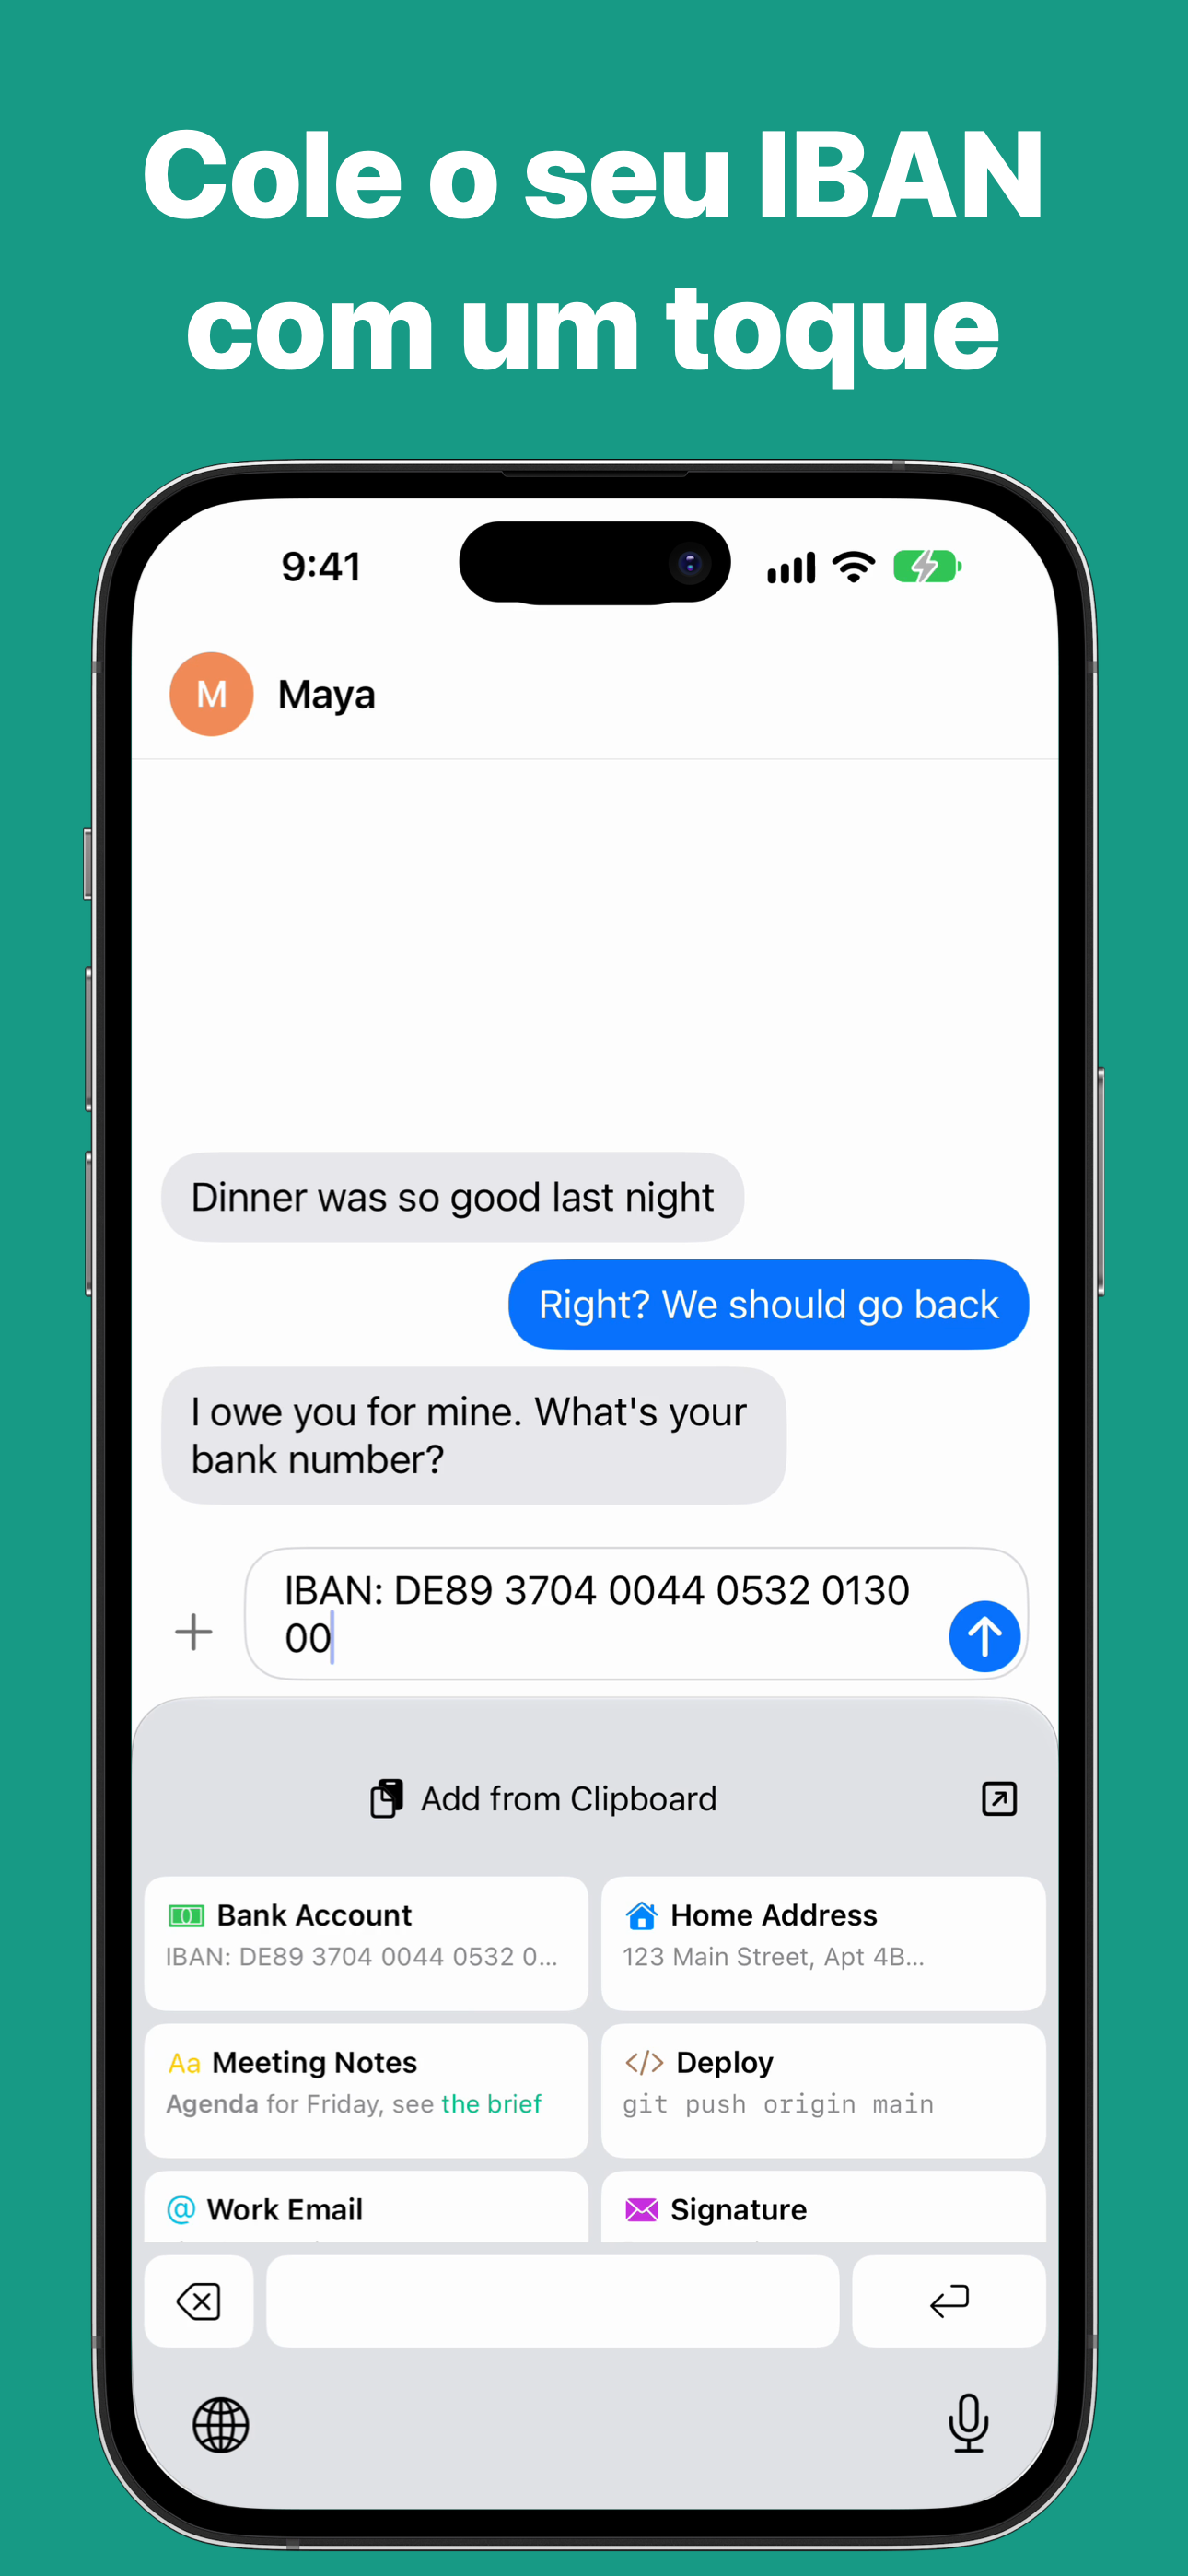 Cole o seu IBAN
com um toque
9:41
M
Maya
Dinner was so good last night
Right? We should go back
I owe you for mine. What's your
bank number?
IBAN: DE89 3704 0044 0532 0130
00
Add from Clipboard
Bank Account
IBAN: DE89 3704 0044 0532 0...
Home Address
123 Main Street, Apt 4B...
Aa Meeting Notes
Agenda for Friday, see the brief
</> Deploy
git push origin main
@ Work Email
Signature